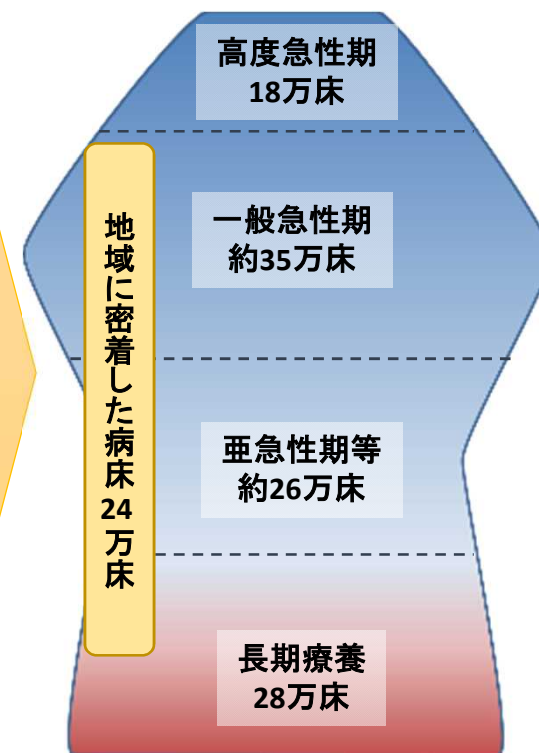 高度急性期
18万床
一般急性期
約35万床
地域に密着した病床24万床
亜急性期等
約26万床
長期療養
28万床